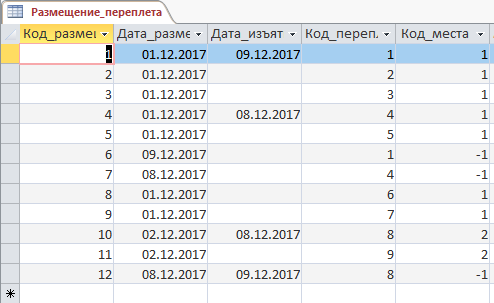 Размещение_переплета
Код_размещ Дата_разме Дата_изъят Код_переп. Код_места
1 01.12.2017 09.12.2017 1 1
2 01.12.2017 2 1
3 01.12.2017 3 1
4 01.12.2017 08.12.2017 4 1
5 01.12.2017 5 1
6 09.12.2017 1 -1
7 08.12.2017 4 -1
8 01.12.2017 6 1
9 01.12.2017 7 1
10 02.12.2017 08.12.2017 8 2
11 02.12.2017 9 2
12 08.12.2017 09.12.2017 8 -1